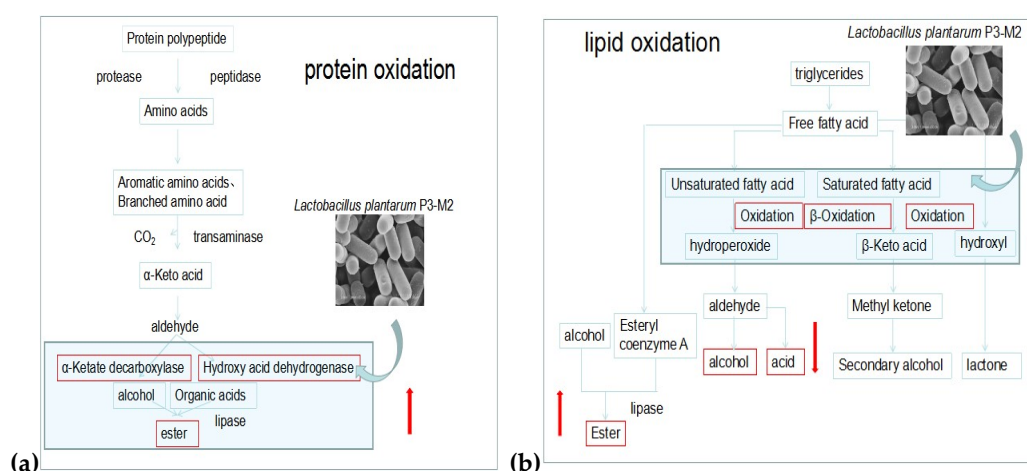 Protein polypeptide
protease
peptidase
protein oxidation
Amino acids
Aromatic amino acids、
Branched amino acid
Lactobacillus plantarum P3-M2
CO2
transaminase
α-Keto acid
aldehyde
α-Ketate decarboxylase
Hydroxy acid dehydrogenase
alcohol
Organic acids
lipase
ester
(a)
lipid oxidation
Lactobacillus plantarum P3-M2
triglycerides
Free fatty acid
Unsaturated fatty acid
Saturated fatty acid
Oxidation
β-Oxidation
Oxidation
hydroperoxide
β-Keto acid
hydroxyl
alcohol
Esteryl
coenzyme A
aldehyde
Methyl ketone
alcohol
acid
Secondary alcohol
lactone
lipase
Ester
(b)